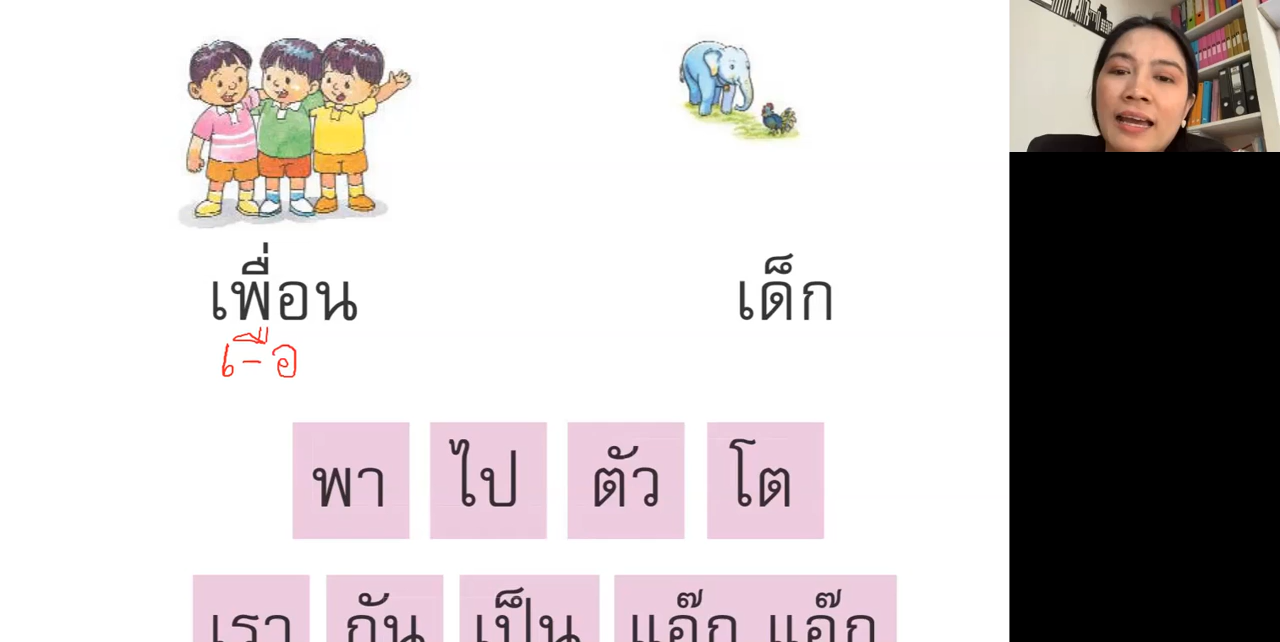 เพื่อน เด็ก
เ-ือ
พา ไป ตัว โต
เรา กัน เป็น แอ๊ก แอ๊ก